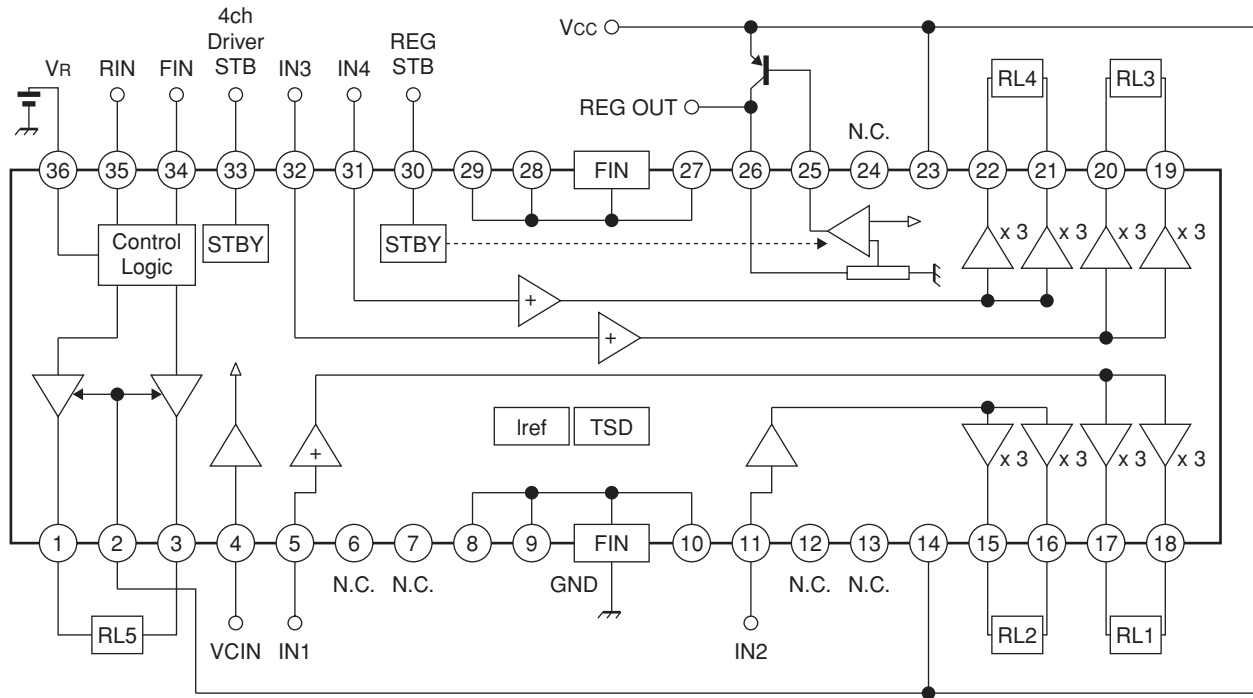 4ch
Driver
STB
VCC
VR
RIN
FIN
IN3
IN4
REG
STB
REG OUT
N.C.
RL4
RL3
36
35
34
33
32
31
30
29
28
FIN
27
26
25
24
23
22
21
20
19
Control
Logic
STBY
STBY
x 3
x 3
x 3
x 3
+
+
Iref
TSD
+
x 3
x 3
x 3
x 3
1
2
3
4
5
6
7
8
9
FIN
10
11
12
13
14
15
16
17
18
N.C.
N.C.
GND
N.C.
N.C.
RL5
VCIN
IN1
IN2
RL2
RL1